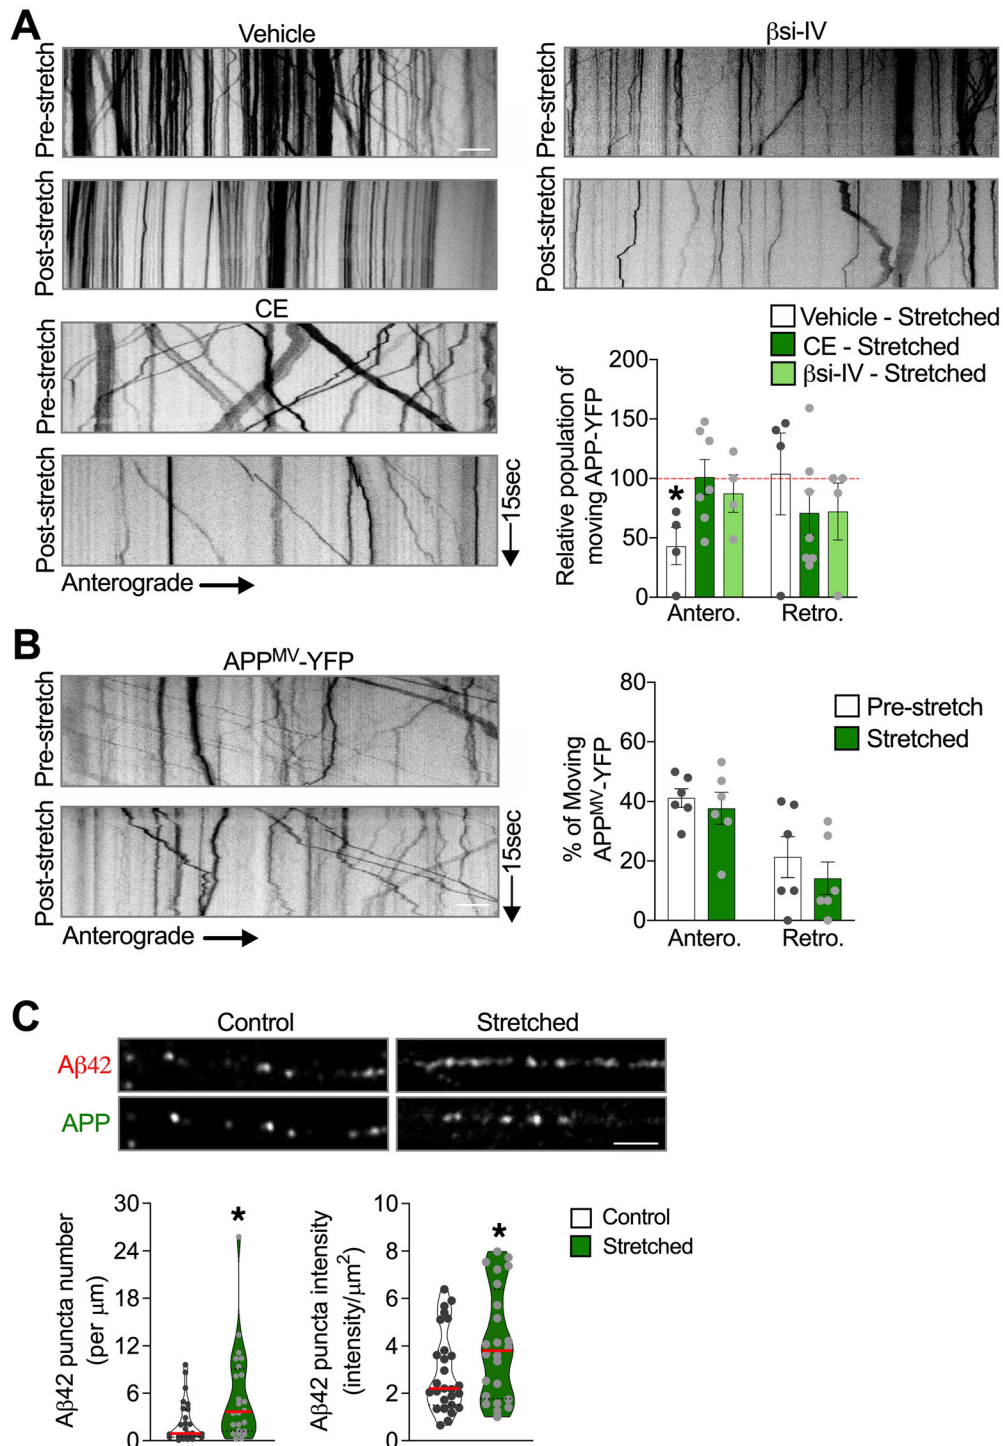 A
Vehicle
βsi-IV
Pre-stretch
Pre-stretch
Post-stretch
Post-stretch
CE
Pre-stretch
Post-stretch
15sec
Anterograde
Vehicle - Stretched
CE - Stretched
βsi-IV - Stretched
Relative population of
moving APP-YFP
200
150
100
50
0
*
Antero.
Retro.
B
APPᴹⱽ-YFP
Pre-stretch
Post-stretch
15sec
Anterograde
Pre-stretch
Stretched
% of Moving
APPᴹⱽ-YFP
80
60
40
20
0
Antero.
Retro.
C
Control
Stretched
Aβ42
APP
Aβ42 puncta number
(per μm)
30
24
18
12
6
0
*
Aβ42 puncta intensity
(intensity/μm²)
10
8
6
4
2
0
*
Control
Stretched